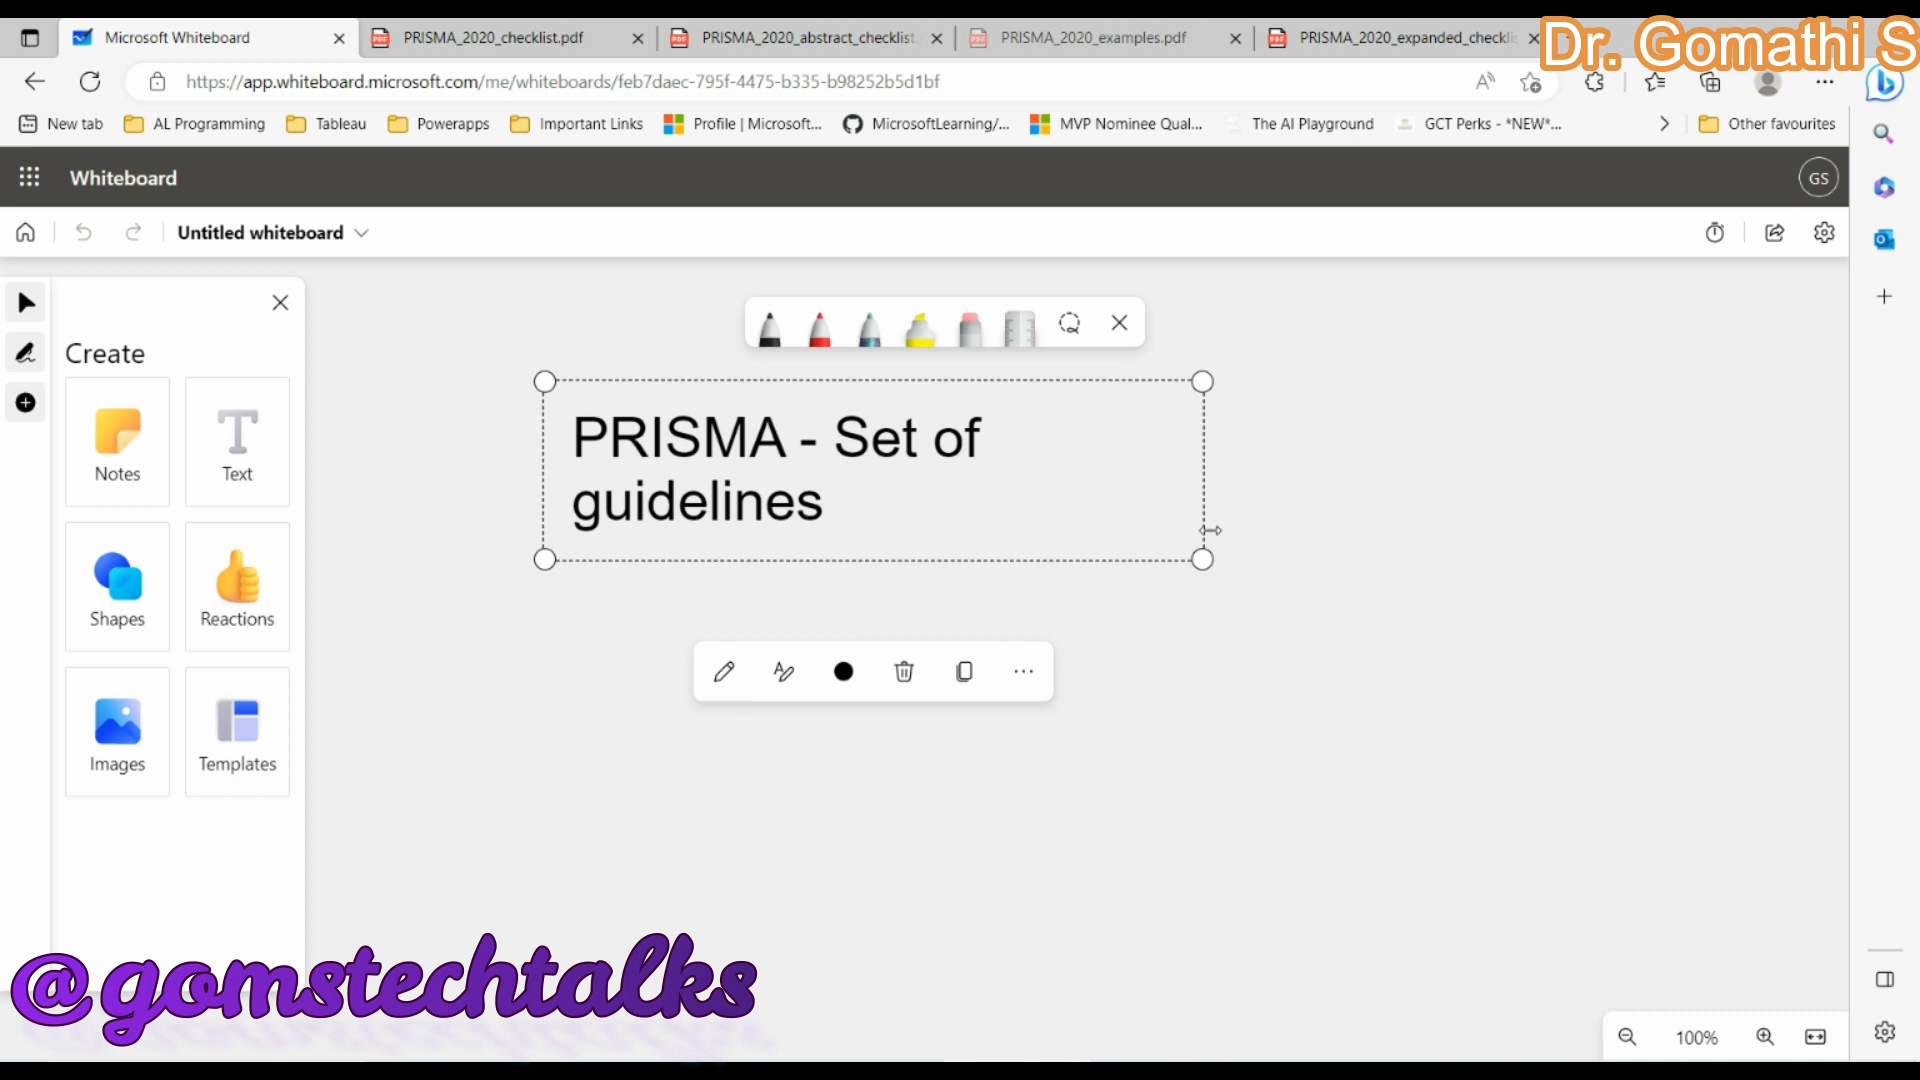 Microsoft Whiteboard
PRISMA_2020_checklist.pdf
PRISMA_2020_abstract_checklist.
PRISMA_2020_examples.pdf
PRISMA_2020_expanded_checkli
Dr. Gomathi S
https://app.whiteboard.microsoft.com/me/whiteboards/feb7daec-795f-4475-b335-b98252b5d1bf
New tab
AL Programming
Tableau
Powerapps
Important Links
Profile | Microsoft...
MicrosoftLearning/...
MVP Nominee Qual...
The AI Playground
GCT Perks - *NEW*...
Other favourites
Whiteboard
GS
Untitled whiteboard
Create
Notes
Text
Shapes
Reactions
Images
Templates
PRISMA - Set of
guidelines
@gomstechtalks
100%